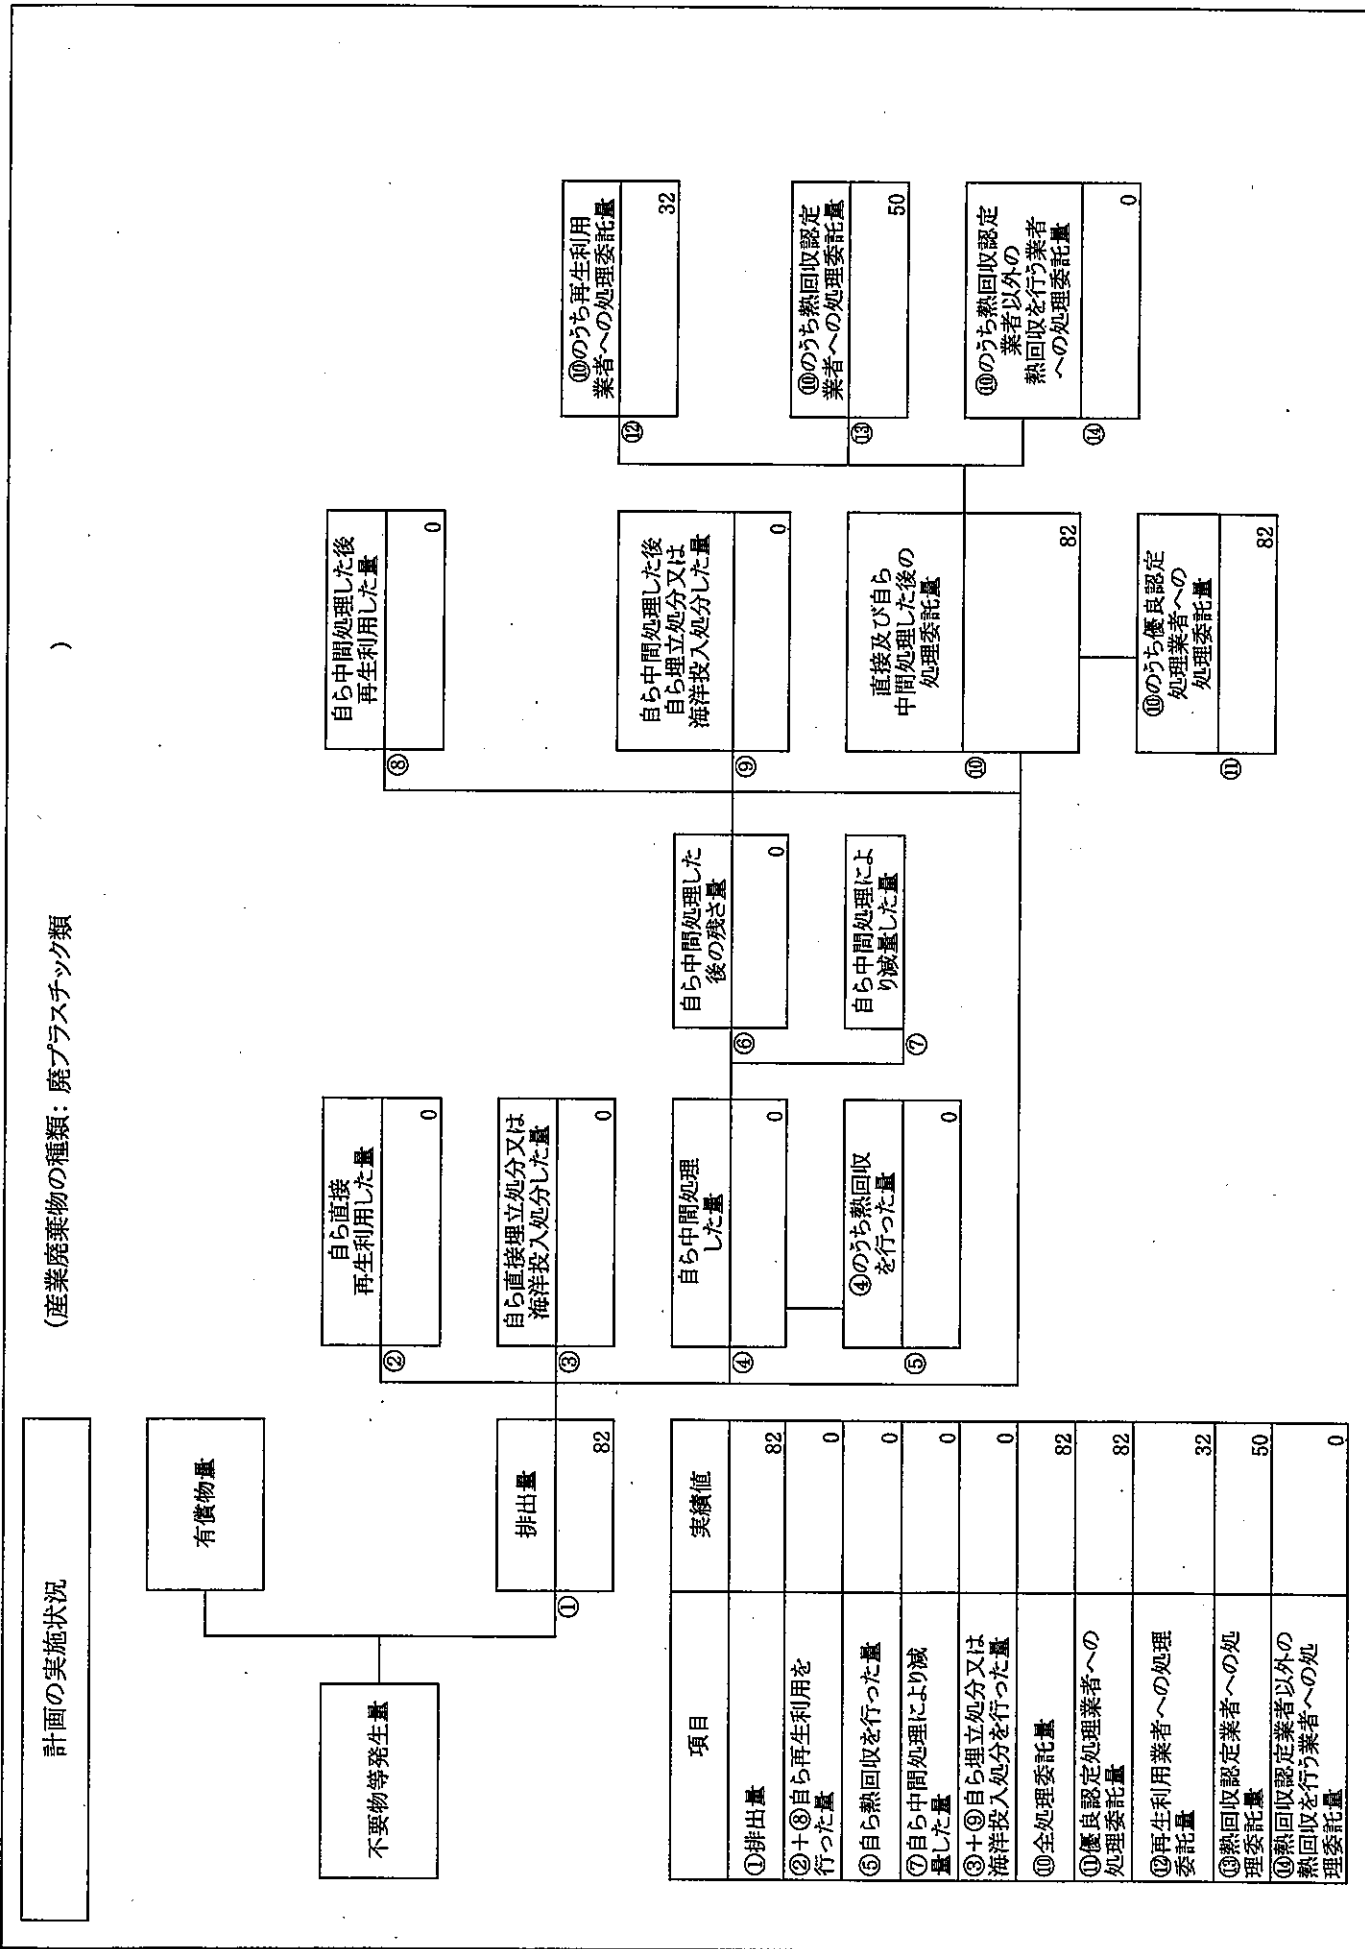 計画の実施状況
(産業廃棄物の種類： 廃プラスチック類 )
不要物等発生量
有償物量
①
排出量
82
②
自ら直接
再生利用した量
0
③
自ら直接埋立処分又は
海洋投入処分した量
0
④
自ら中間処理
した量
0
⑤
④のうち熱回収
を行った量
0
⑥
自ら中間処理した
後の残さ量
0
⑦
自ら中間処理によ
り減量した量
⑧
自ら中間処理した後
再生利用した量
0
⑨
自ら中間処理した後
自ら埋立処分又は
海洋投入処分した量
0
⑩
直接及び自ら
中間処理した後の
処理委託量
82
⑪
⑩のうち優良認定
処理業者への
処理委託量
82
⑫
⑩のうち再生利用
業者への処理委託量
32
⑬
⑩のうち熱回収認定
業者への処理委託量
50
⑭
⑩のうち熱回収認定
業者以外の
熱回収を行う業者
への処理委託量
0
項目 実績値
①排出量 82
②＋⑧自ら再生利用を
行った量 0
⑤自ら熱回収を行った量 0
⑦自ら中間処理により減
量した量 0
③＋⑨自ら埋立処分又は
海洋投入処分を行った量 0
⑩全処理委託量 82
⑪優良認定処理業者への
処理委託量 82
⑫再生利用業者への処理
委託量 32
⑬熱回収認定業者への処
理委託量 50
⑭熱回収認定業者以外の
熱回収を行う業者への処
理委託量 0